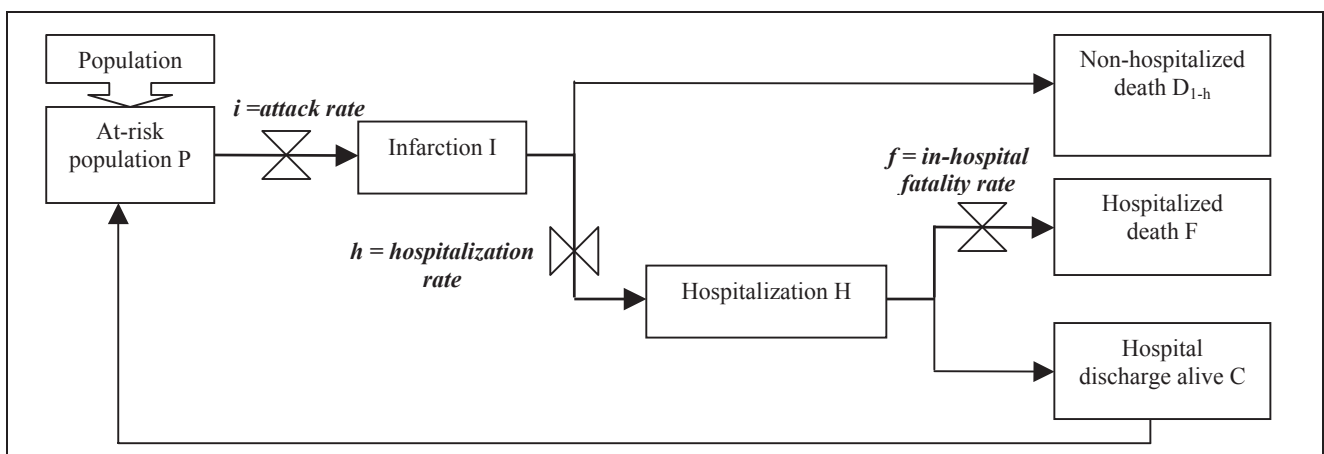 Population
At-risk
population P
i =attack rate
Infarction I
h = hospitalization
rate
Hospitalization H
Non-hospitalized
death D1-h
f = in-hospital
fatality rate
Hospitalized
death F
Hospital
discharge alive C